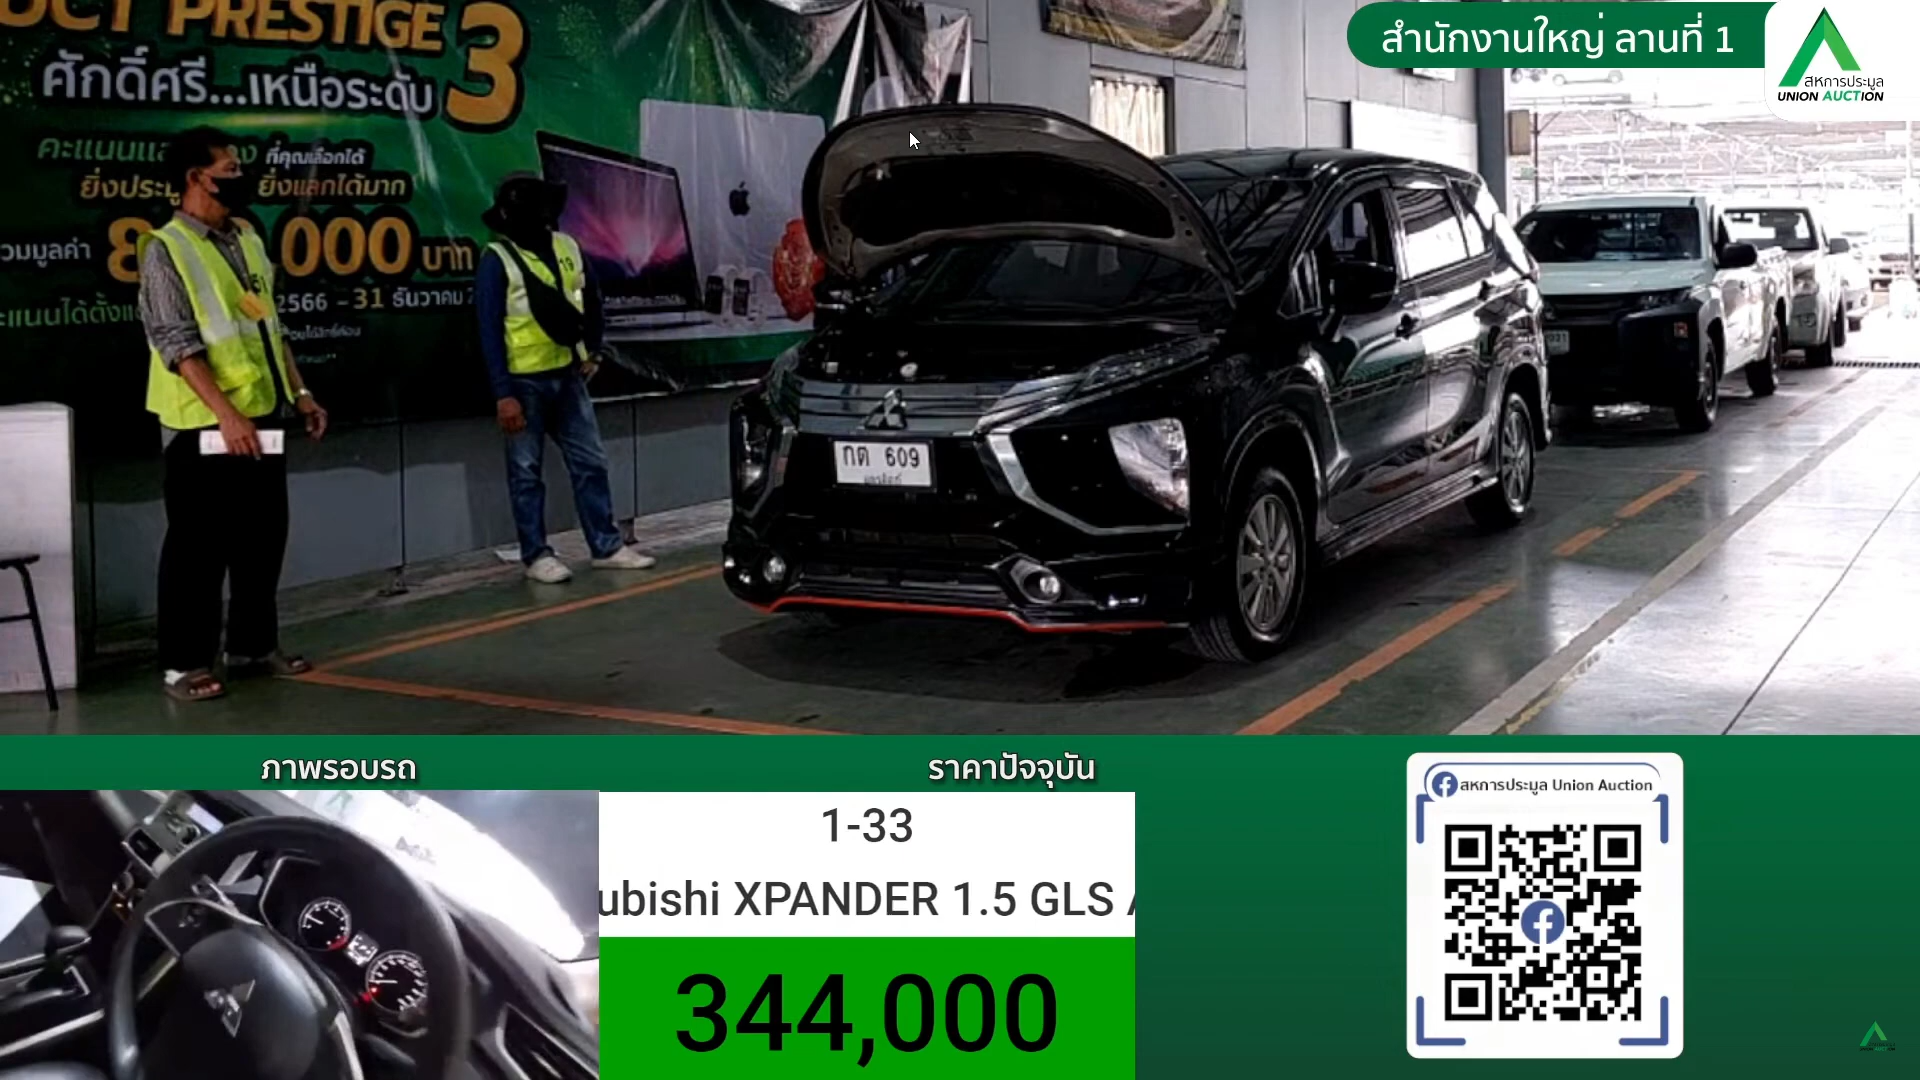 PRESTIGE 3
ศักดิ์ศรี...เหนือระดับ
ที่คุณเลือกได้
ยิ่งแลกได้มาก
000 บาท
2566 - 31 ธันวาคม
กต 609
สำนักงานใหญ่ ลานที่ 1
สหการประมูล
UNION AUCTION
ภาพรอบรถ
ราคาปัจจุบัน
1-33
ubishi XPANDER 1.5 GLS
344,000
สหการประมูล Union Auction